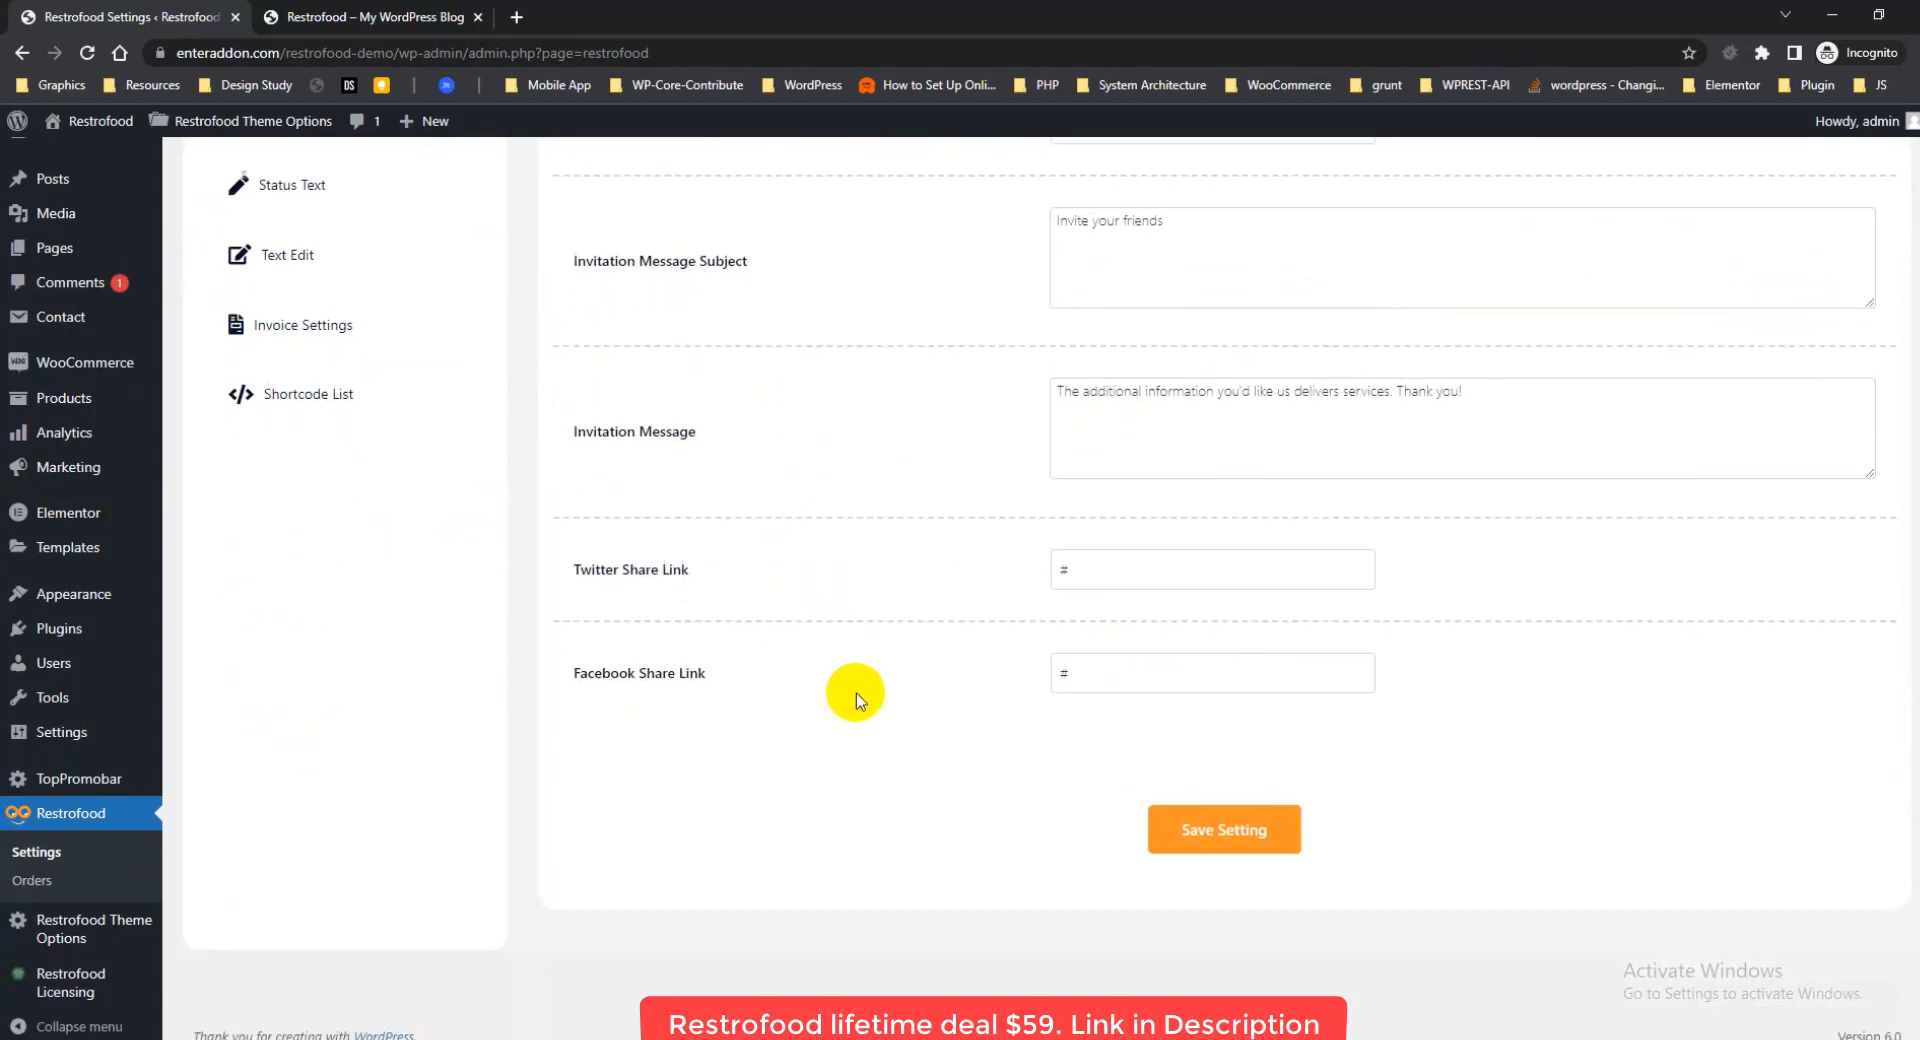 Restrofood Settings ‹ Restrofood
Restrofood – My WordPress Blog
enteraddon.com/restrofood-demo/wp-admin/admin.php?page=restrofood
Incognito
Graphics
Resources
Design Study
DS
Mobile App
WP-Core-Contribute
WordPress
How to Set Up Onli...
PHP
System Architecture
WooCommerce
grunt
WPREST-API
wordpress - Changi...
Elementor
Plugin
JS
Restrofood
Restrofood Theme Options
1
New
Howdy, admin
Posts
Media
Pages
Comments 1
Contact
WooCommerce
Products
Analytics
Marketing
Elementor
Templates
Appearance
Plugins
Users
Tools
Settings
TopPromobar
Restrofood
Settings
Orders
Restrofood Theme
Options
Restrofood
Licensing
Collapse menu
Status Text
Text Edit
Invoice Settings
Shortcode List
Invitation Message Subject
Invite your friends
Invitation Message
The additional information you'd like us delivers services. Thank you!
Twitter Share Link
#
Facebook Share Link
#
Save Setting
Activate Windows
Go to Settings to activate Windows.
Thank you for creating with WordPress.
Version 6.0
Restrofood lifetime deal $59. Link in Description